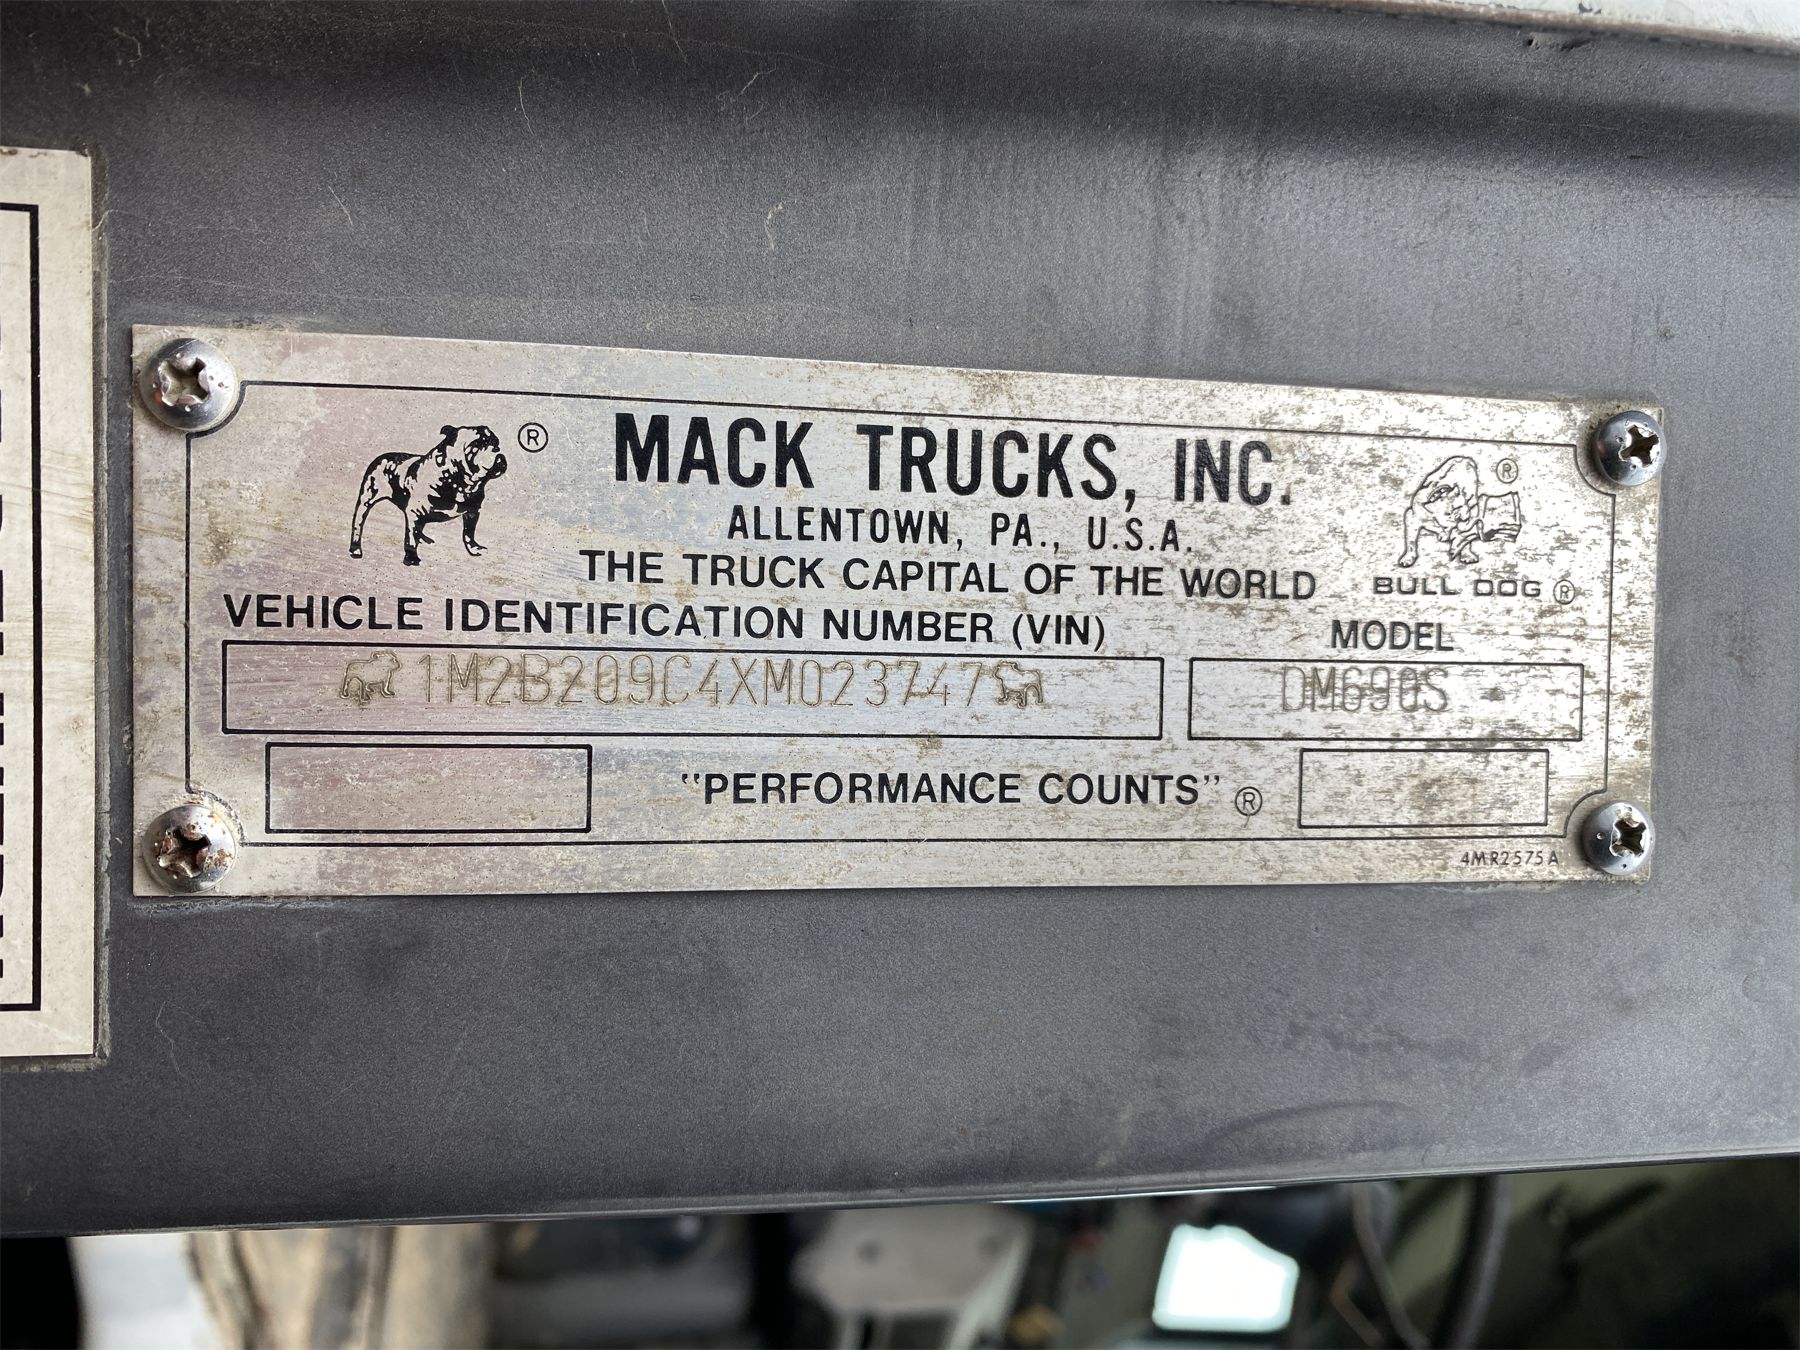 ®
MACK TRUCKS, INC.
ALLENTOWN, PA., U.S.A.
THE TRUCK CAPITAL OF THE WORLD
®
BULL DOG ®
VEHICLE IDENTIFICATION NUMBER (VIN)
MODEL
1M2B209C4XM023747
DM690S
"PERFORMANCE COUNTS" ®
4MR2575A